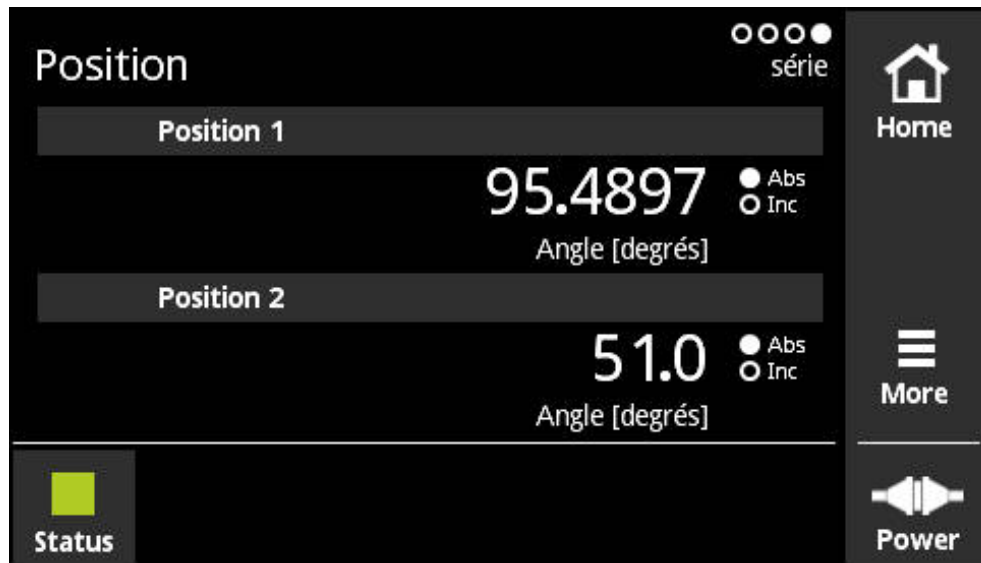 Position
série
Home
Position 1
95.4897
Abs
Inc
Angle [degrés]
Position 2
51.0
Abs
Inc
Angle [degrés]
More
Status
Power